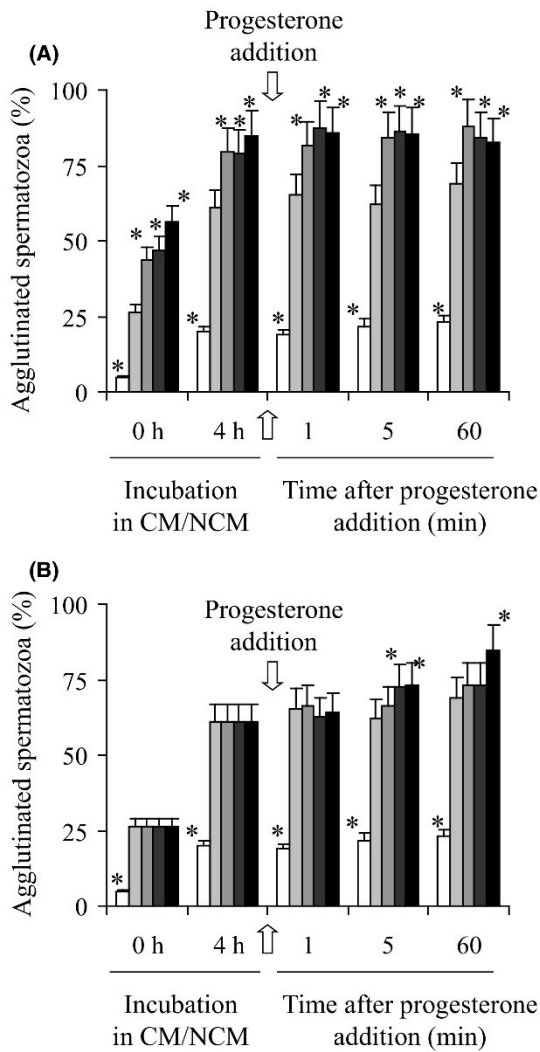 Progesterone
addition
(A)
Agglutinated spermatozoa (%)
100
75
50
25
0
* * * * *
* * * * *
* * * * *
* * * * *
* * * * *
0 h 4 h 1 5 60
Incubation Time after progesterone
in CM/NCM addition (min)
(B)
Progesterone
addition
Agglutinated spermatozoa (%)
100
75
50
25
0
*
*
*
* * *
* *
0 h 4 h 1 5 60
Incubation Time after progesterone
in CM/NCM addition (min)